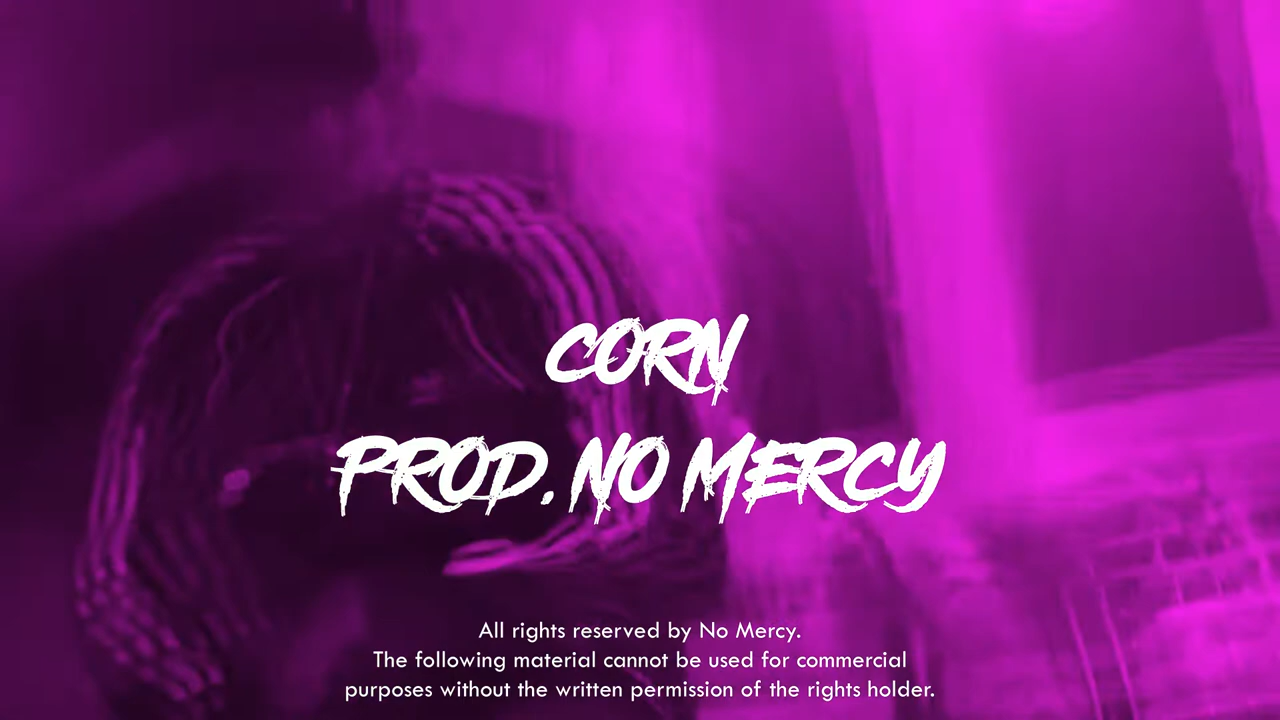 CORN
PROD. NO MERCY
All rights reserved by No Mercy.
The following material cannot be used for commercial
purposes without the written permission of the rights holder.